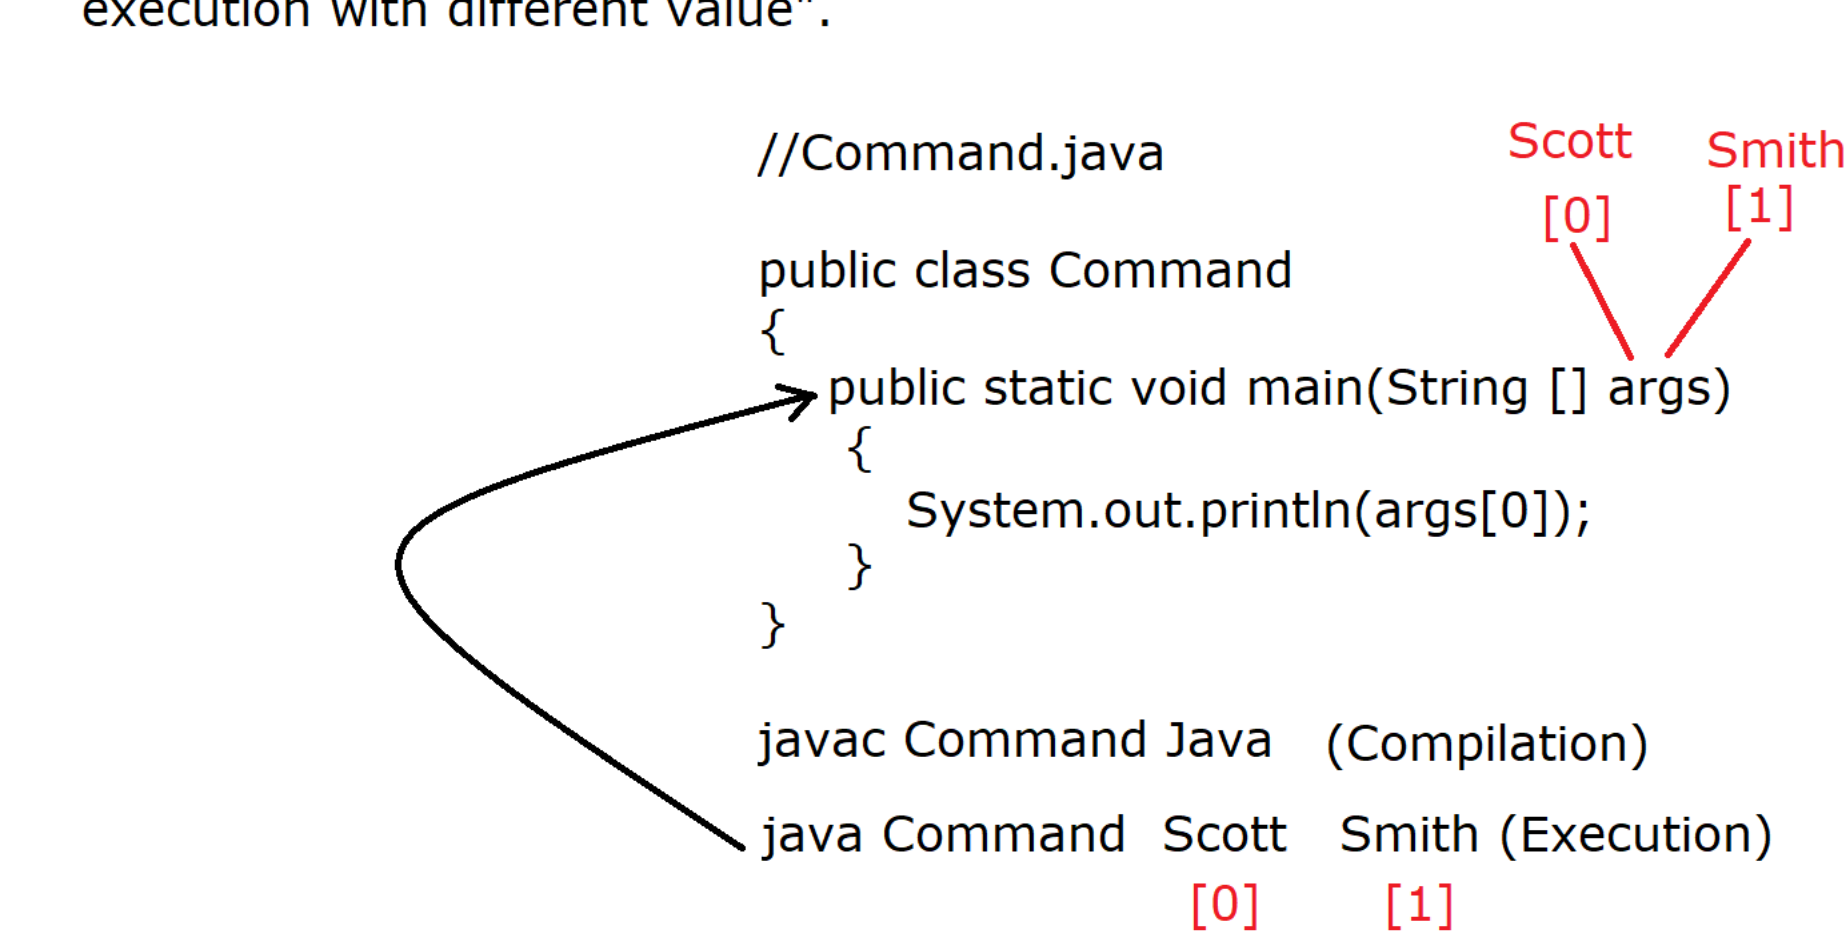 execution with different value".
//Command.java
Scott Smith
[0] [1]
public class Command
{
public static void main(String [] args)
{
System.out.println(args[0]);
}
}
javac Command Java (Compilation)
java Command Scott Smith (Execution)
[0] [1]